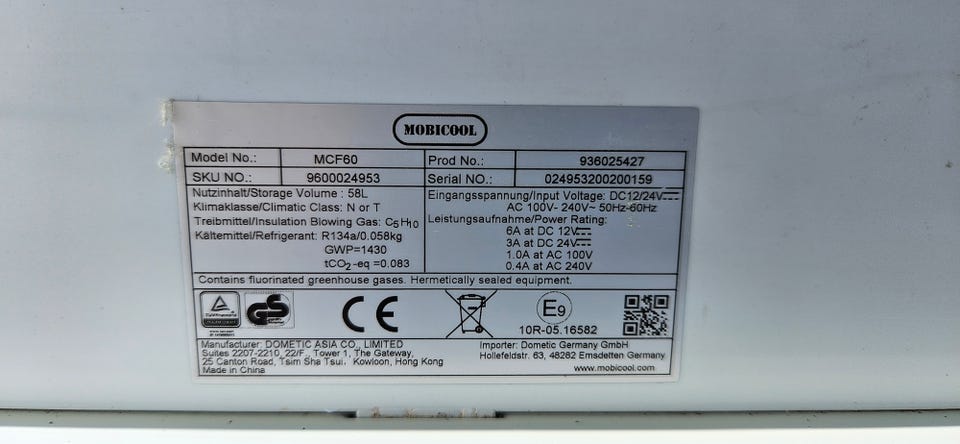 MOBICOOL
Model No.: MCF60 Prod No.: 936025427
SKU NO.: 9600024953 Serial NO.: 024953200200159
Nutzinhalt/Storage Volume : 58L
Klimaklasse/Climatic Class: N or T
Treibmittel/Insulation Blowing Gas: C5H10
Kältemittel/Refrigerant: R134a/0.058kg
GWP=1430
tCO2-eq =0.083
Eingangsspannung/Input Voltage: DC12/24V
AC 100V- 240V~ 50Hz-60Hz
Leistungsaufnahme/Power Rating:
6A at DC 12V
3A at DC 24V
1.0A at AC 100V
0.4A at AC 240V
Contains fluorinated greenhouse gases. Hermetically sealed equipment.
GS
CE
E9
10R-05.16582
Manufacturer: DOMETIC ASIA CO., LIMITED
Suites 2207-2210, 22/F., Tower 1, The Gateway,
25 Canton Road, Tsim Sha Tsui, Kowloon, Hong Kong
Made in China
Importer: Dometic Germany GmbH
Hollefeldstr. 63, 48282 Emsdetten Germany
www.mobicool.com